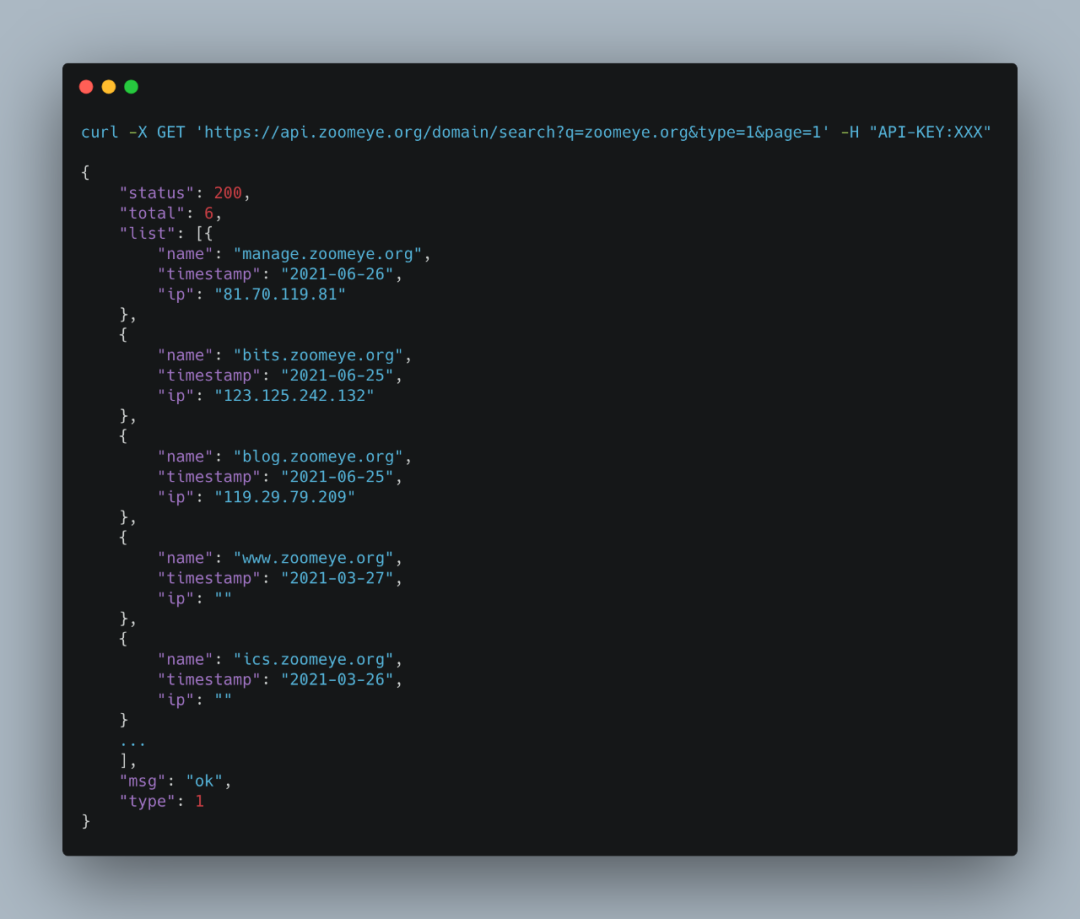 curl -X GET 'https://api.zoomeye.org/domain/search?q=zoomeye.org&type=1&page=1' -H "API-KEY:XXX"
{
    "status": 200,
    "total": 6,
    "list": [{
        "name": "manage.zoomeye.org",
        "timestamp": "2021-06-26",
        "ip": "81.70.119.81"
    },
    {
        "name": "bits.zoomeye.org",
        "timestamp": "2021-06-25",
        "ip": "123.125.242.132"
    },
    {
        "name": "blog.zoomeye.org",
        "timestamp": "2021-06-25",
        "ip": "119.29.79.209"
    },
    {
        "name": "www.zoomeye.org",
        "timestamp": "2021-03-27",
        "ip": ""
    },
    {
        "name": "ics.zoomeye.org",
        "timestamp": "2021-03-26",
        "ip": ""
    }
    ...
    ],
    "msg": "ok",
    "type": 1
}